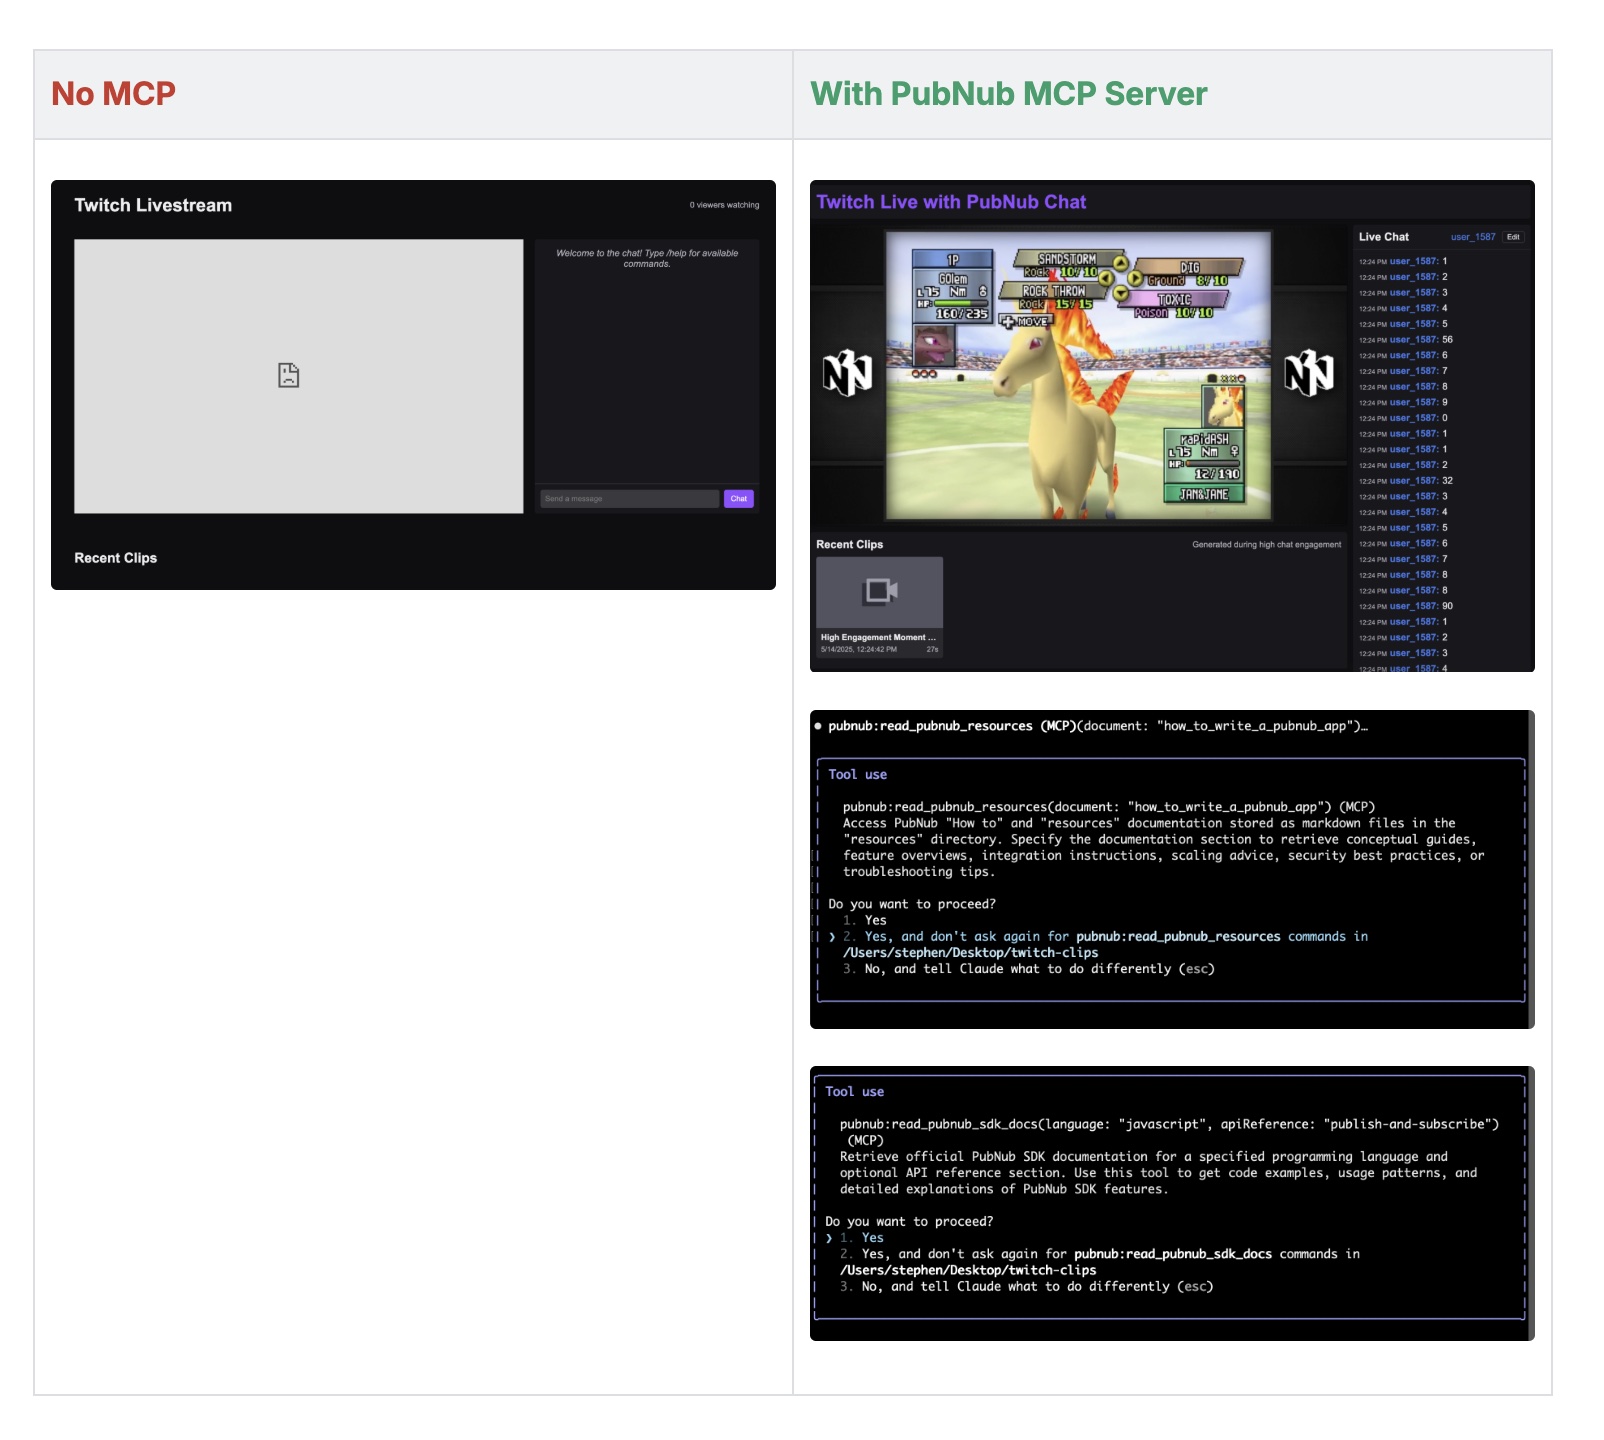 No MCP
With PubNub MCP Server
Twitch Livestream
0 viewers watching
Welcome to the chat! Type /help for available
commands.
Send a message
Chat
Recent Clips
Twitch Live with PubNub Chat
1P
GOlem
L75 Nm ♂
HP:
160/235
SANDSTORM
Rock 10/10
ROCK THROW
Rock 15/15
MOVE
DIG
Ground 8/10
TOXIC
Poison 10/10
rapidASH
L75 Nm ♀
HP:
12/190
JAN&JANE
Recent Clips
Generated during high chat engagement
High Engagement Moment ...
5/14/2025, 12:24:42 PM 27s
Live Chat user_1587 Edit
12:24 PM user_1587: 1
12:24 PM user_1587: 2
12:24 PM user_1587: 3
12:24 PM user_1587: 4
12:24 PM user_1587: 5
12:24 PM user_1587: 56
12:24 PM user_1587: 6
12:24 PM user_1587: 7
12:24 PM user_1587: 8
12:24 PM user_1587: 9
12:24 PM user_1587: 0
12:24 PM user_1587: 1
12:24 PM user_1587: 1
12:24 PM user_1587: 2
12:24 PM user_1587: 32
12:24 PM user_1587: 3
12:24 PM user_1587: 4
12:24 PM user_1587: 5
12:24 PM user_1587: 6
12:24 PM user_1587: 7
12:24 PM user_1587: 8
12:24 PM user_1587: 8
12:24 PM user_1587: 90
12:24 PM user_1587: 1
12:24 PM user_1587: 2
12:24 PM user_1587: 3
12:24 PM user_1587: 4
● pubnub:read_pubnub_resources (MCP)(document: "how_to_write_a_pubnub_app")…
Tool use
pubnub:read_pubnub_resources(document: "how_to_write_a_pubnub_app") (MCP)
Access PubNub "How to" and "resources" documentation stored as markdown files in the
"resources" directory. Specify the documentation section to retrieve conceptual guides,
feature overviews, integration instructions, scaling advice, security best practices, or
troubleshooting tips.
Do you want to proceed?
1. Yes
❯ 2. Yes, and don't ask again for pubnub:read_pubnub_resources commands in
/Users/stephen/Desktop/twitch-clips
3. No, and tell Claude what to do differently (esc)
Tool use
pubnub:read_pubnub_sdk_docs(language: "javascript", apiReference: "publish-and-subscribe")
(MCP)
Retrieve official PubNub SDK documentation for a specified programming language and
optional API reference section. Use this tool to get code examples, usage patterns, and
detailed explanations of PubNub SDK features.
Do you want to proceed?
❯ 1. Yes
2. Yes, and don't ask again for pubnub:read_pubnub_sdk_docs commands in
/Users/stephen/Desktop/twitch-clips
3. No, and tell Claude what to do differently (esc)